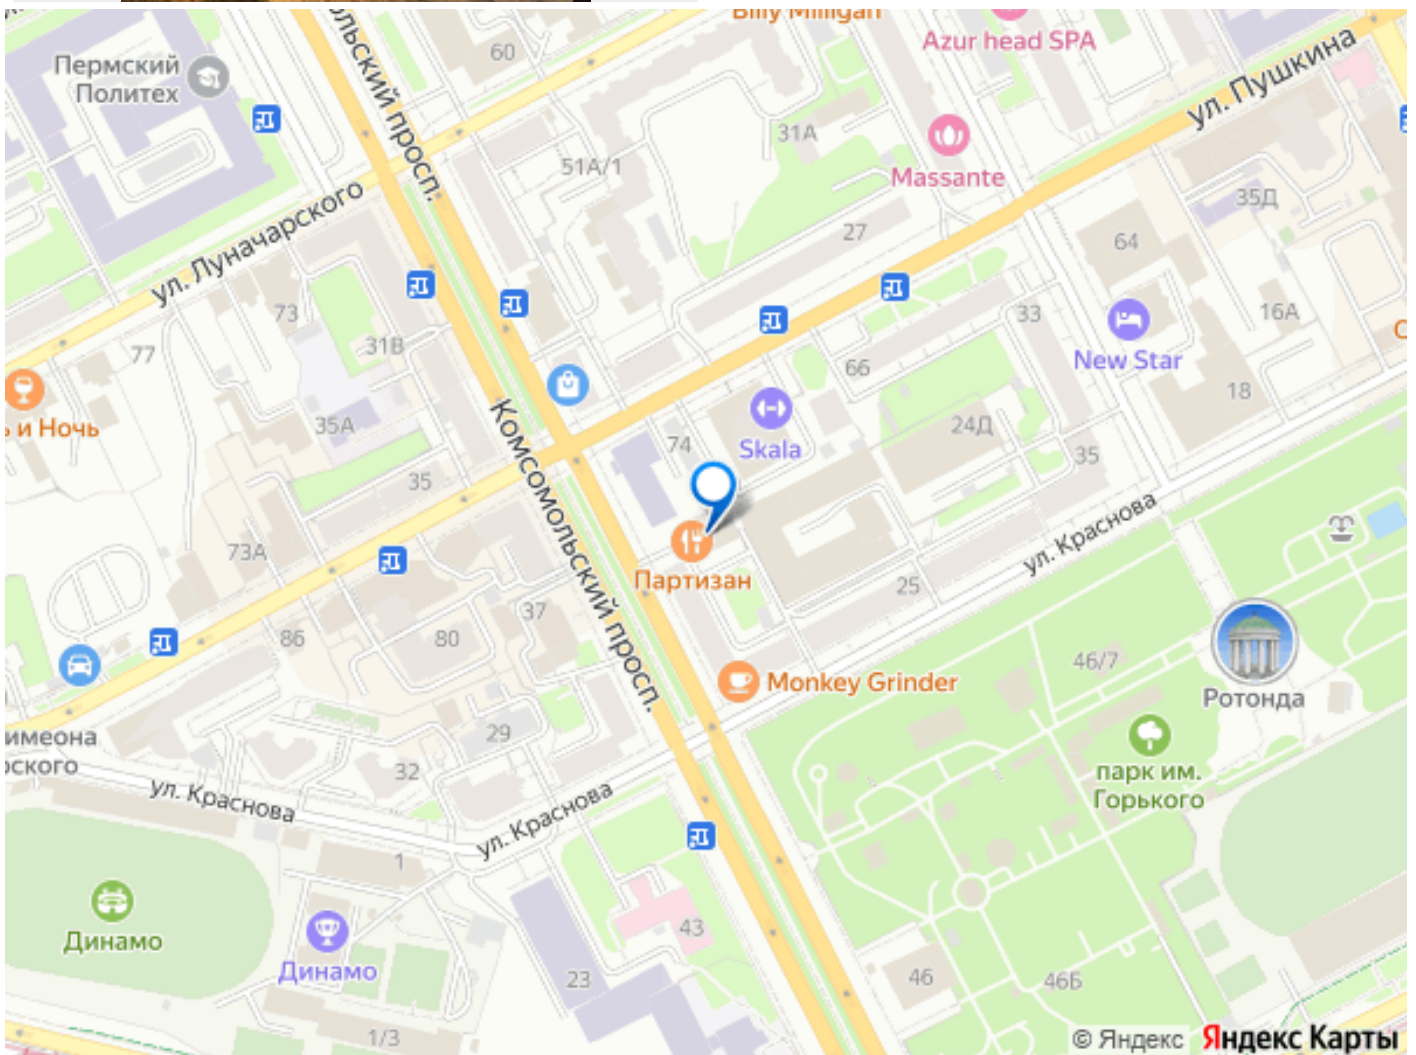 Billy Milligan
Azur head SPA
60
Пермский
Политех
ул. Пушкина
просп.
31А
51А/1
Massante
ул. Луначарского
35Д
27
64
73
31В
77
33
16А
New Star
66
18
и Ночь
35А
Комсомольский просп.
74
Skala
24Д
35
35
73А
ул. Краснова
Партизан
25
37
86
80
46/7
Monkey Grinder
Ротонда
29
32
ул. Краснова
парк им.
Горького
ул. Краснова
1
Динамо
Динамо
43
23
46
46Б
1/3
© Яндекс Яндекс Карты